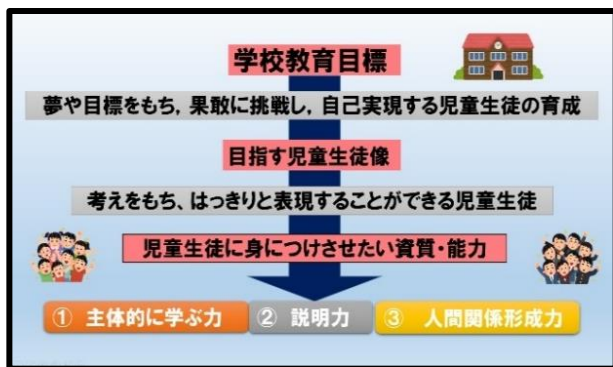 学校教育目標
夢や目標をもち，果敢に挑戦し，自己実現する児童生徒の育成
目指す児童生徒像
考えをもち、はっきりと表現することができる児童生徒
児童生徒に身につけさせたい資質・能力
① 主体的に学ぶ力 ② 説明力 ③ 人間関係形成力